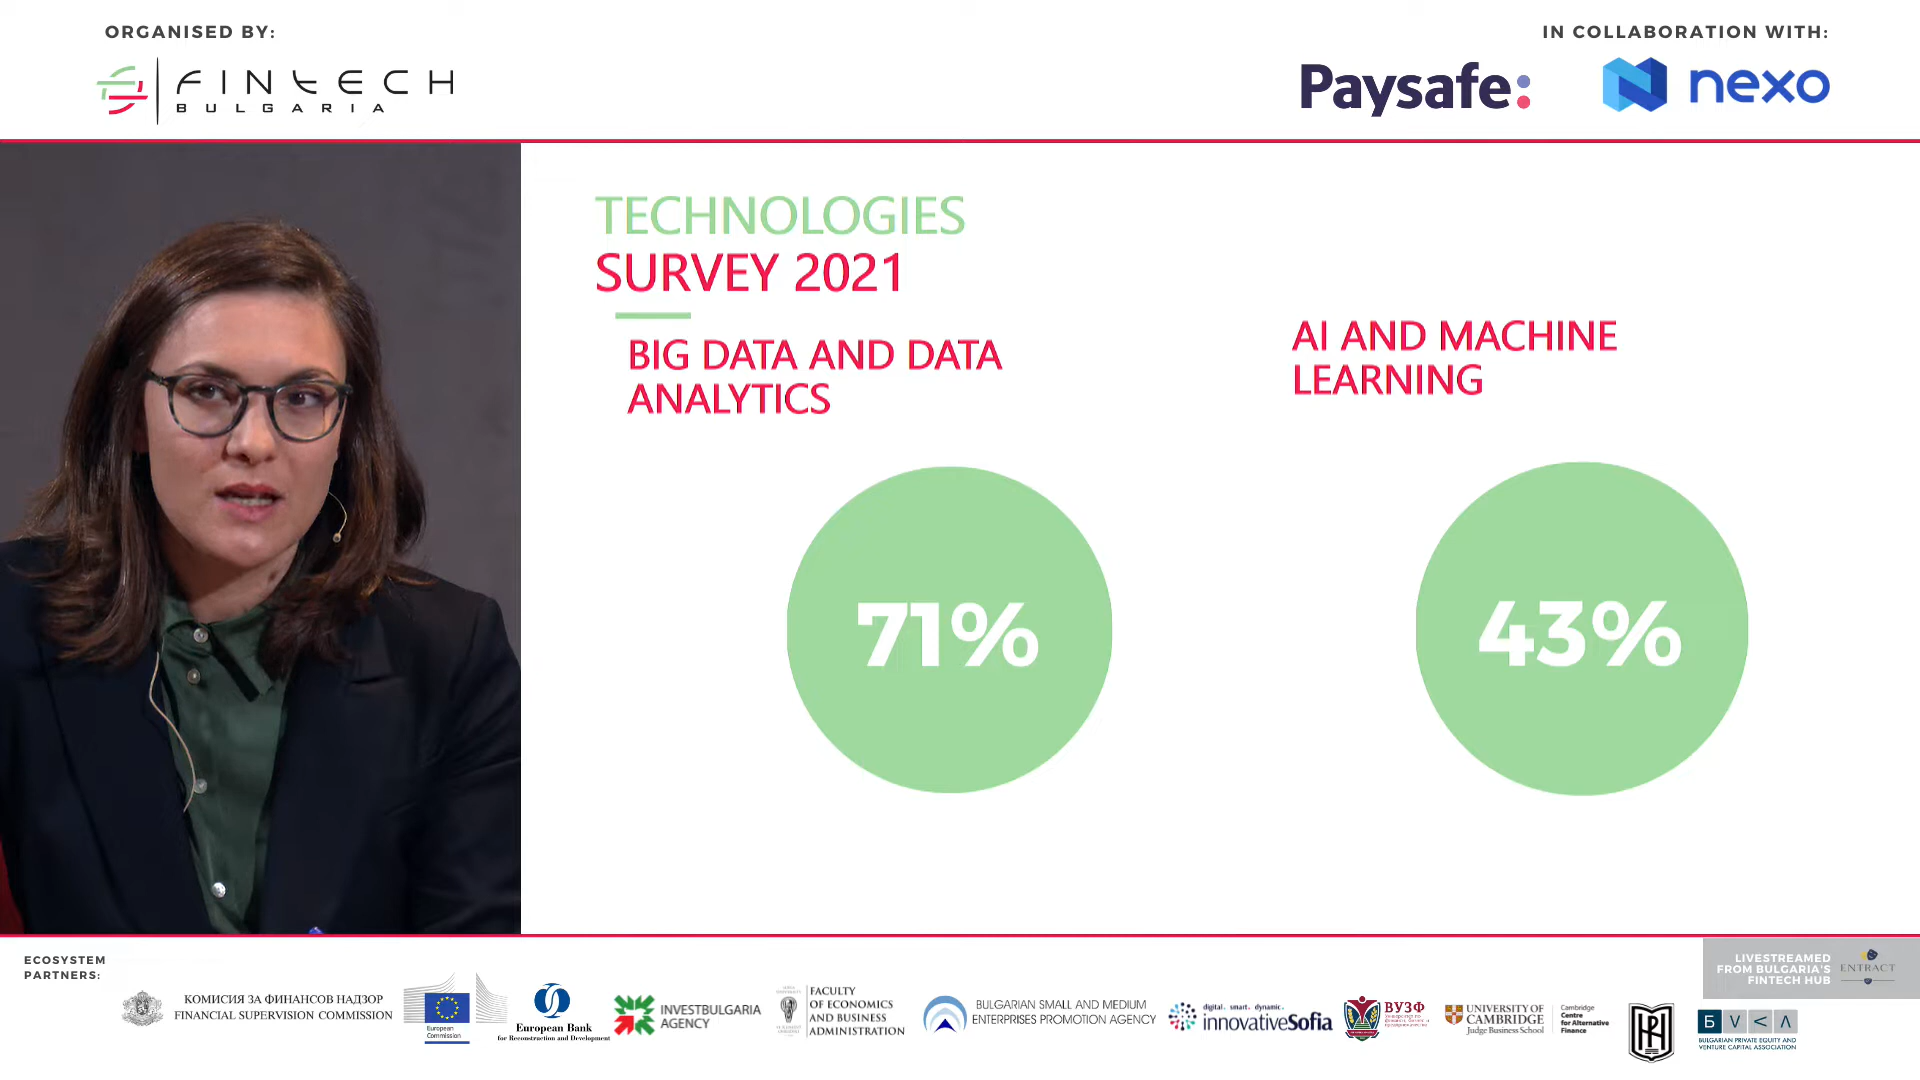 ORGANISED BY:
FINTECH
BULGARIA
IN COLLABORATION WITH:
Paysafe:
nexo
TECHNOLOGIES
SURVEY 2021
BIG DATA AND DATA
ANALYTICS
71%
AI AND MACHINE
LEARNING
43%
ECOSYSTEM
PARTNERS:
КОМИСИЯ ЗА ФИНАНСОВ НАДЗОР
FINANCIAL SUPERVISION COMMISSION
European
Commission
European Bank
for Reconstruction and Development
INVESTBULGARIA
AGENCY
FACULTY
OF ECONOMICS
AND BUSINESS
ADMINISTRATION
BULGARIAN SMALL AND MEDIUM
ENTERPRISES PROMOTION AGENCY
digital. smart. dynamic.
innovativeSofia
ВУЗФ
UNIVERSITY OF
CAMBRIDGE
Judge Business School
Cambridge
Centre
for Alternative
Finance
LIVESTREAMED
FROM BULGARIA'S
FINTECH HUB
ENTRACT
БVCA
BULGARIAN PRIVATE EQUITY AND
VENTURE CAPITAL ASSOCIATION